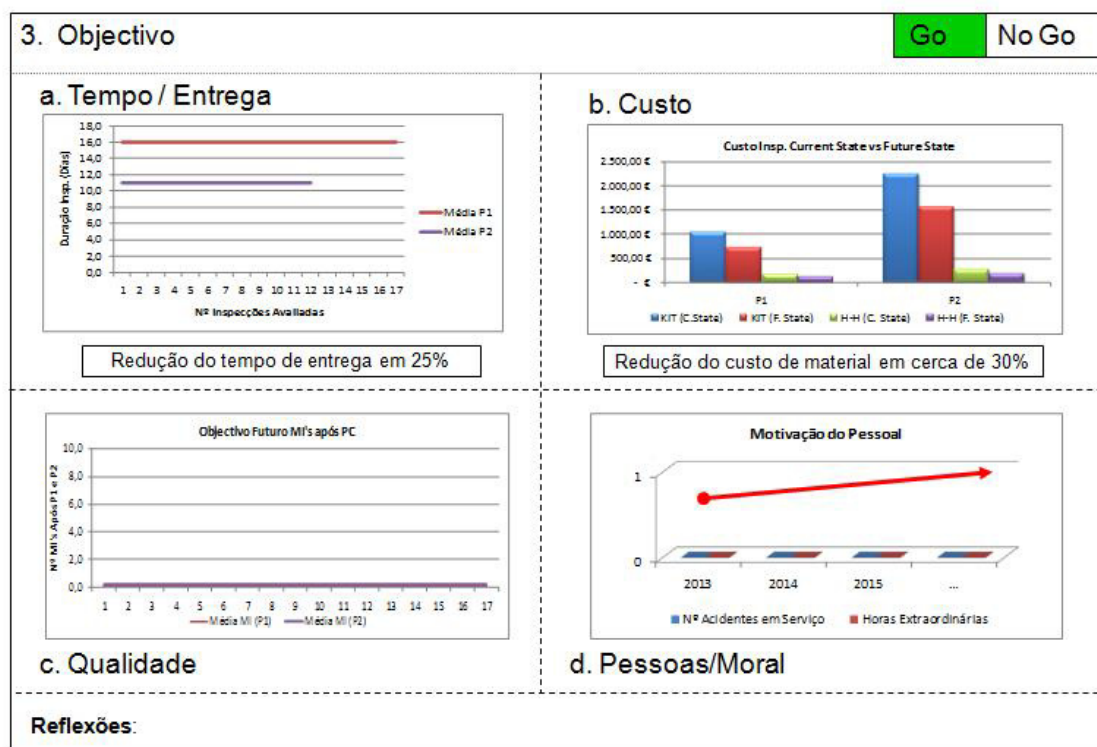 3. Objectivo
Go
No Go
a. Tempo / Entrega
18,0
16,0
14,0
12,0
10,0
8,0
6,0
4,0
2,0
0,0
Duração Insp. (Dias)
1 2 3 4 5 6 7 8 9 10 11 12 13 14 15 16 17
Nº Inspecções Avaliadas
Média P1
Média P2
Redução do tempo de entrega em 25%
b. Custo
Custo Insp. Current State vs Future State
2.500,00 €
2.000,00 €
1.500,00 €
1.000,00 €
500,00 €
- €
P1 P2
KIT (C.State) KIT (F. State) H-H (C. State) H-H (F. State)
Redução do custo de material em cerca de 30%
Objectivo Futuro MI's após PC
10,0
8,0
6,0
4,0
2,0
0,0
Nº MI's Após P1 e P2
1 2 3 4 5 6 7 8 9 10 11 12 13 14 15 16 17
Média MI (P1) Média MI (P2)
c. Qualidade
Motivação do Pessoal
1
0
2013 2014 2015 ...
Nº Acidentes em Serviço Horas Extraordinárias
d. Pessoas/Moral
Reflexões: